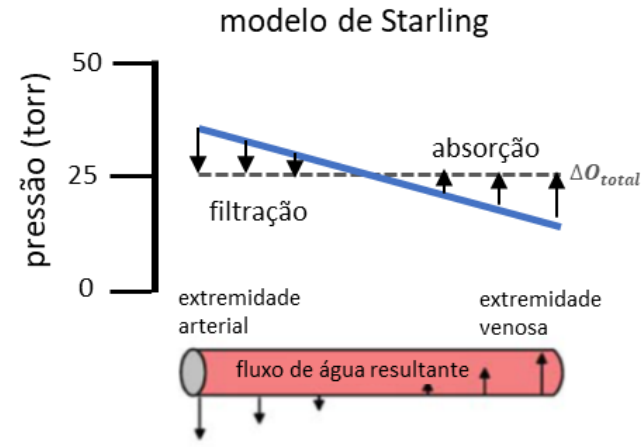 modelo de Starling
50
pressão (torr)
absorção
25
ΔO_total
filtração
0
extremidade
arterial
extremidade
venosa
fluxo de água resultante